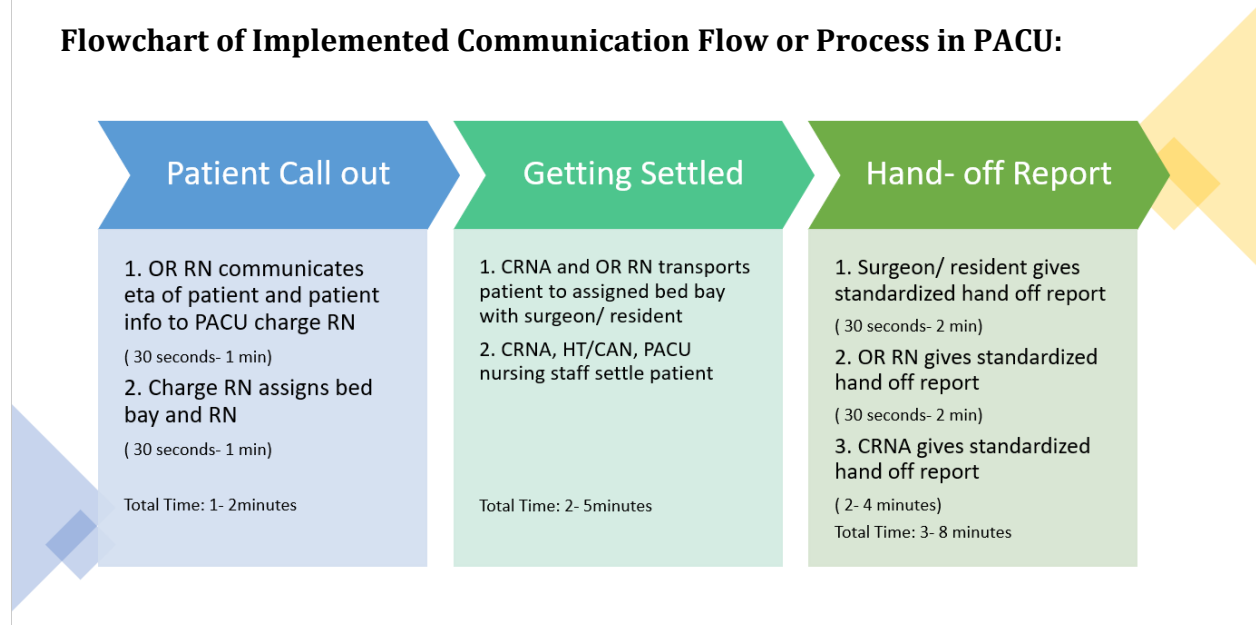 Flowchart of Implemented Communication Flow or Process in PACU:
Patient Call out
1. OR RN communicates
eta of patient and patient
info to PACU charge RN
( 30 seconds- 1 min)
2. Charge RN assigns bed
bay and RN
( 30 seconds- 1 min)
Total Time: 1- 2minutes
Getting Settled
1. CRNA and OR RN transports
patient to assigned bed bay
with surgeon/ resident
2. CRNA, HT/CAN, PACU
nursing staff settle patient
Total Time: 2- 5minutes
Hand- off Report
1. Surgeon/ resident gives
standardized hand off report
( 30 seconds- 2 min)
2. OR RN gives standardized
hand off report
( 30 seconds- 2 min)
3. CRNA gives standardized
hand off report
( 2- 4 minutes)
Total Time: 3- 8 minutes